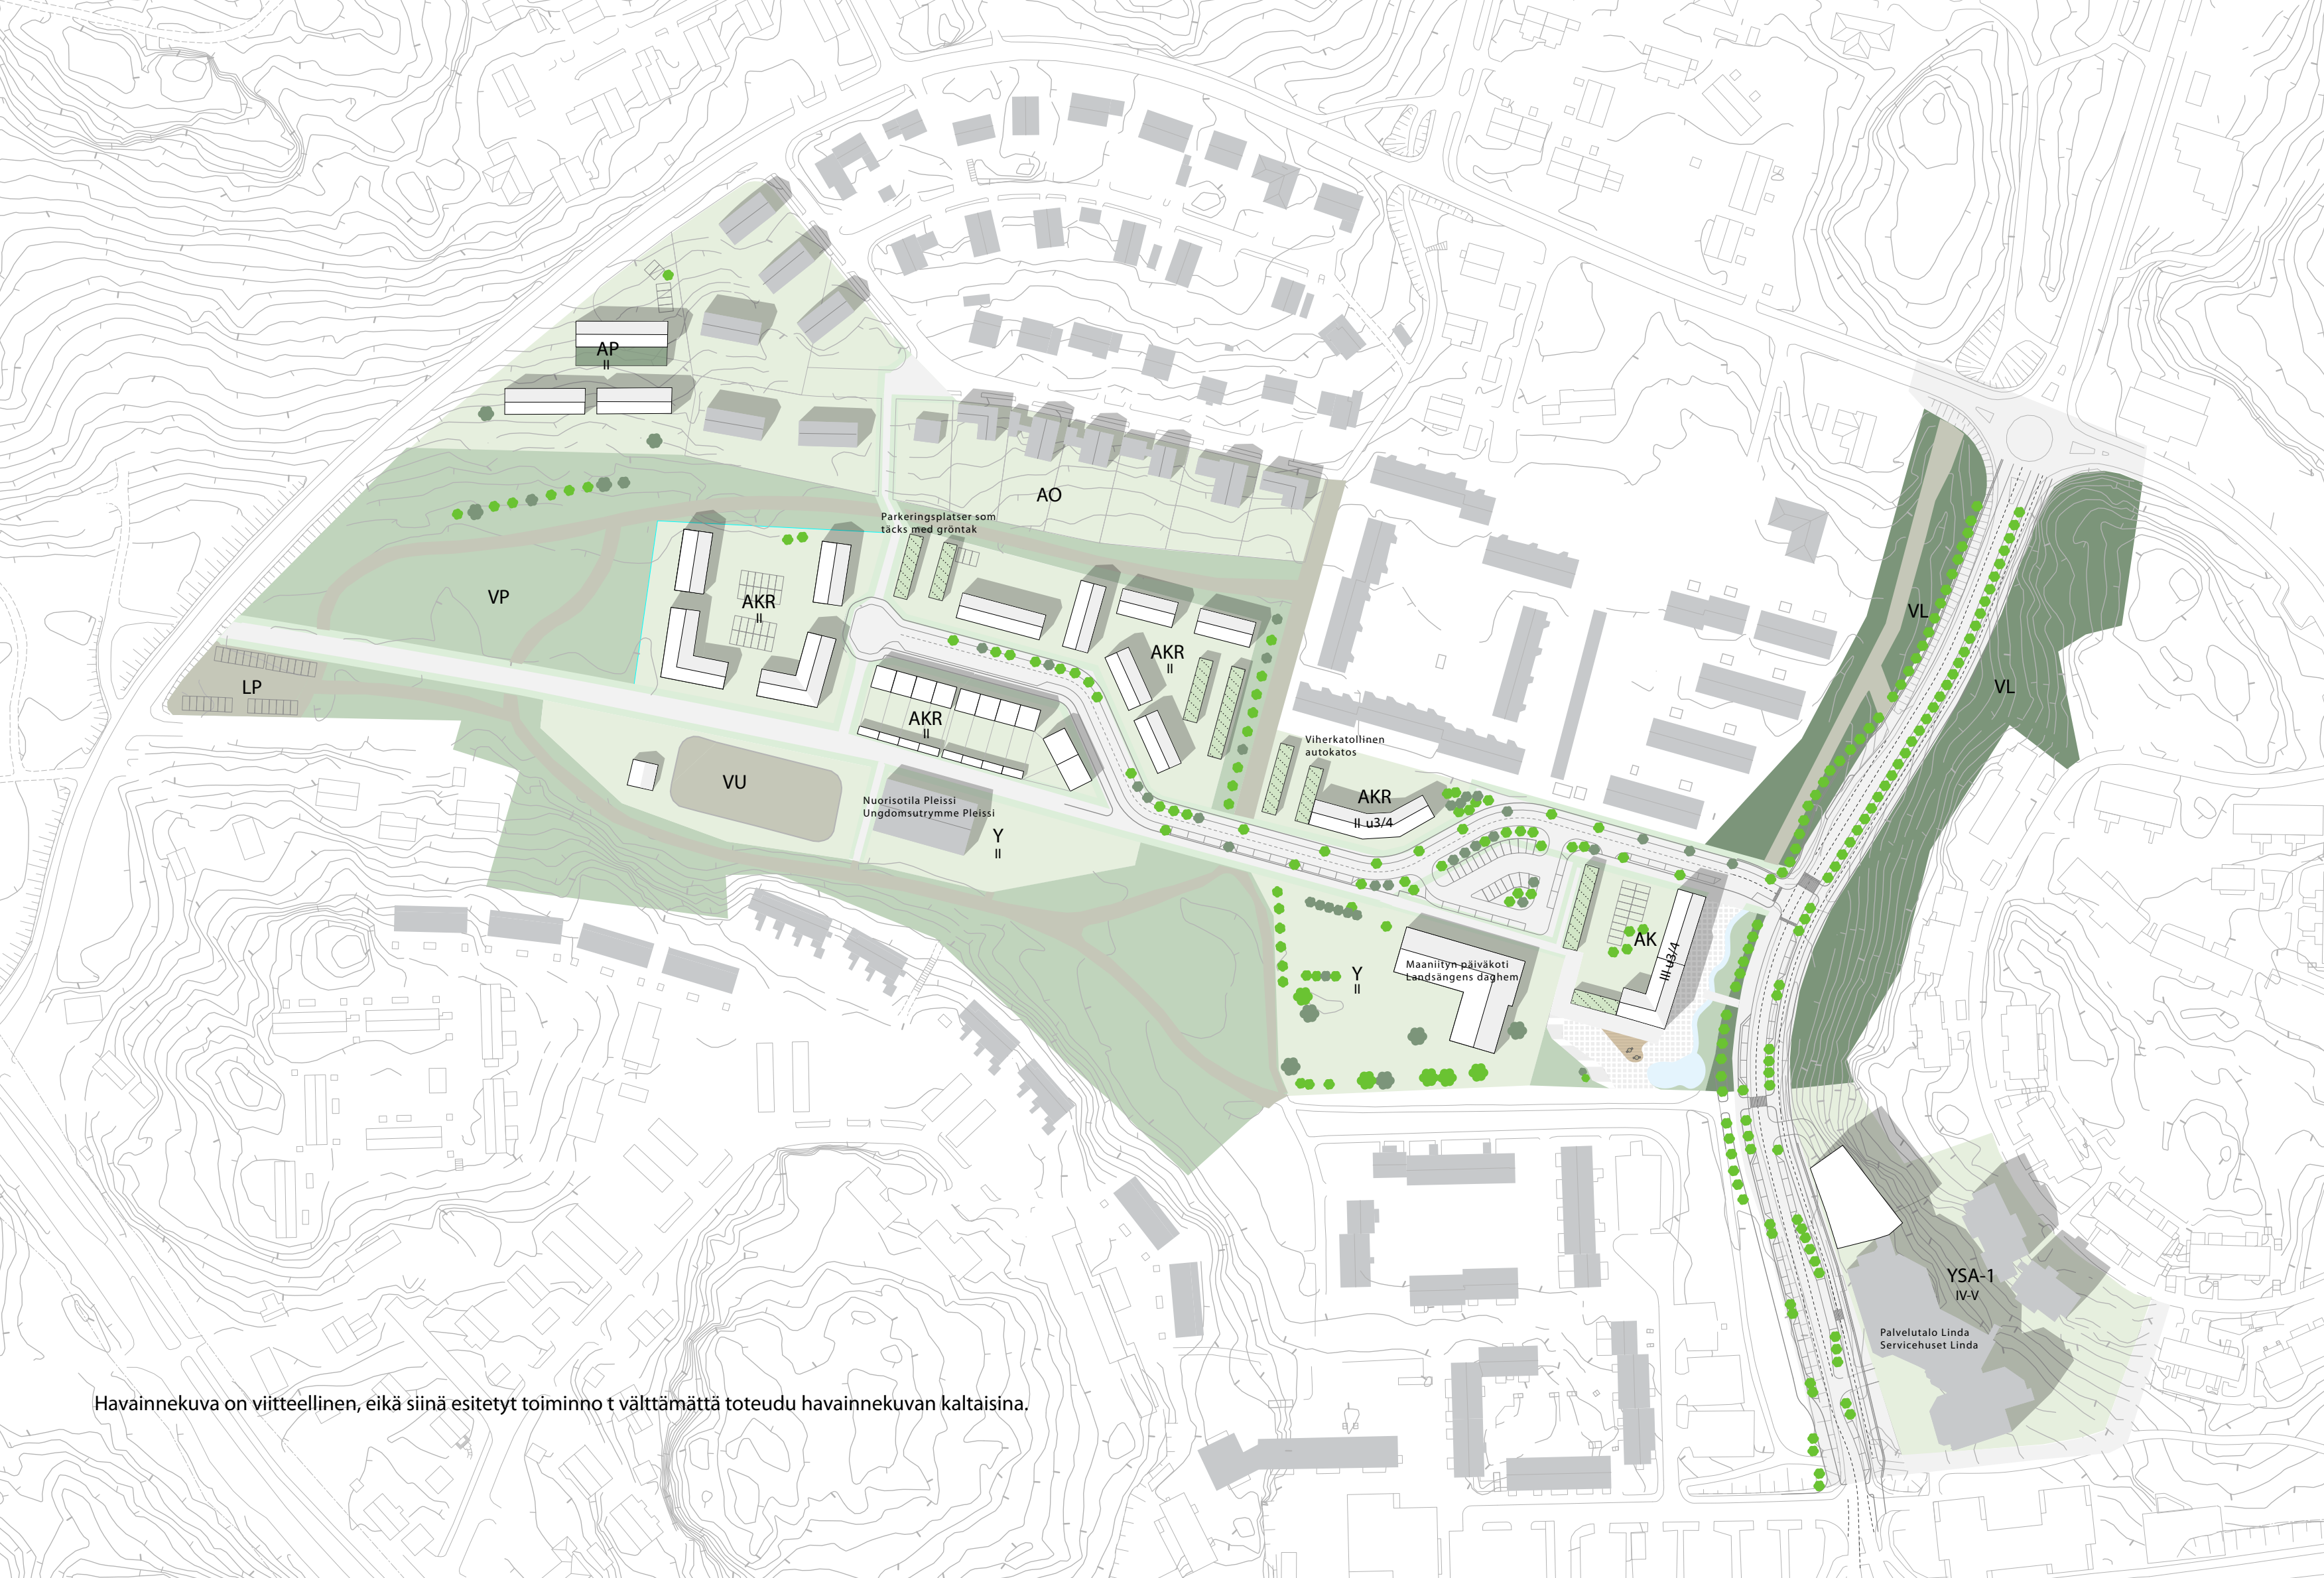 AP
II
AO
Parkeringsplatser som
täcks med gröntak
VP
AKR
II
VL
AKR
II
VL
LP
AKR
II
Viherkatollinen
autokatos
VU
AKR
II u3/4
Nuorisotila Pleissi
Ungdomsutrymme Pleissi
Y
II
AK
III u3/4
Maaniityn päiväkoti
Landsängens daghem
Y
II
YSA-1
IV-V
Palvelutalo Linda
Servicehuset Linda
Havainnekuva on viitteellinen, eikä siinä esitetyt toiminno t välttämättä toteudu havainnekuvan kaltaisina.